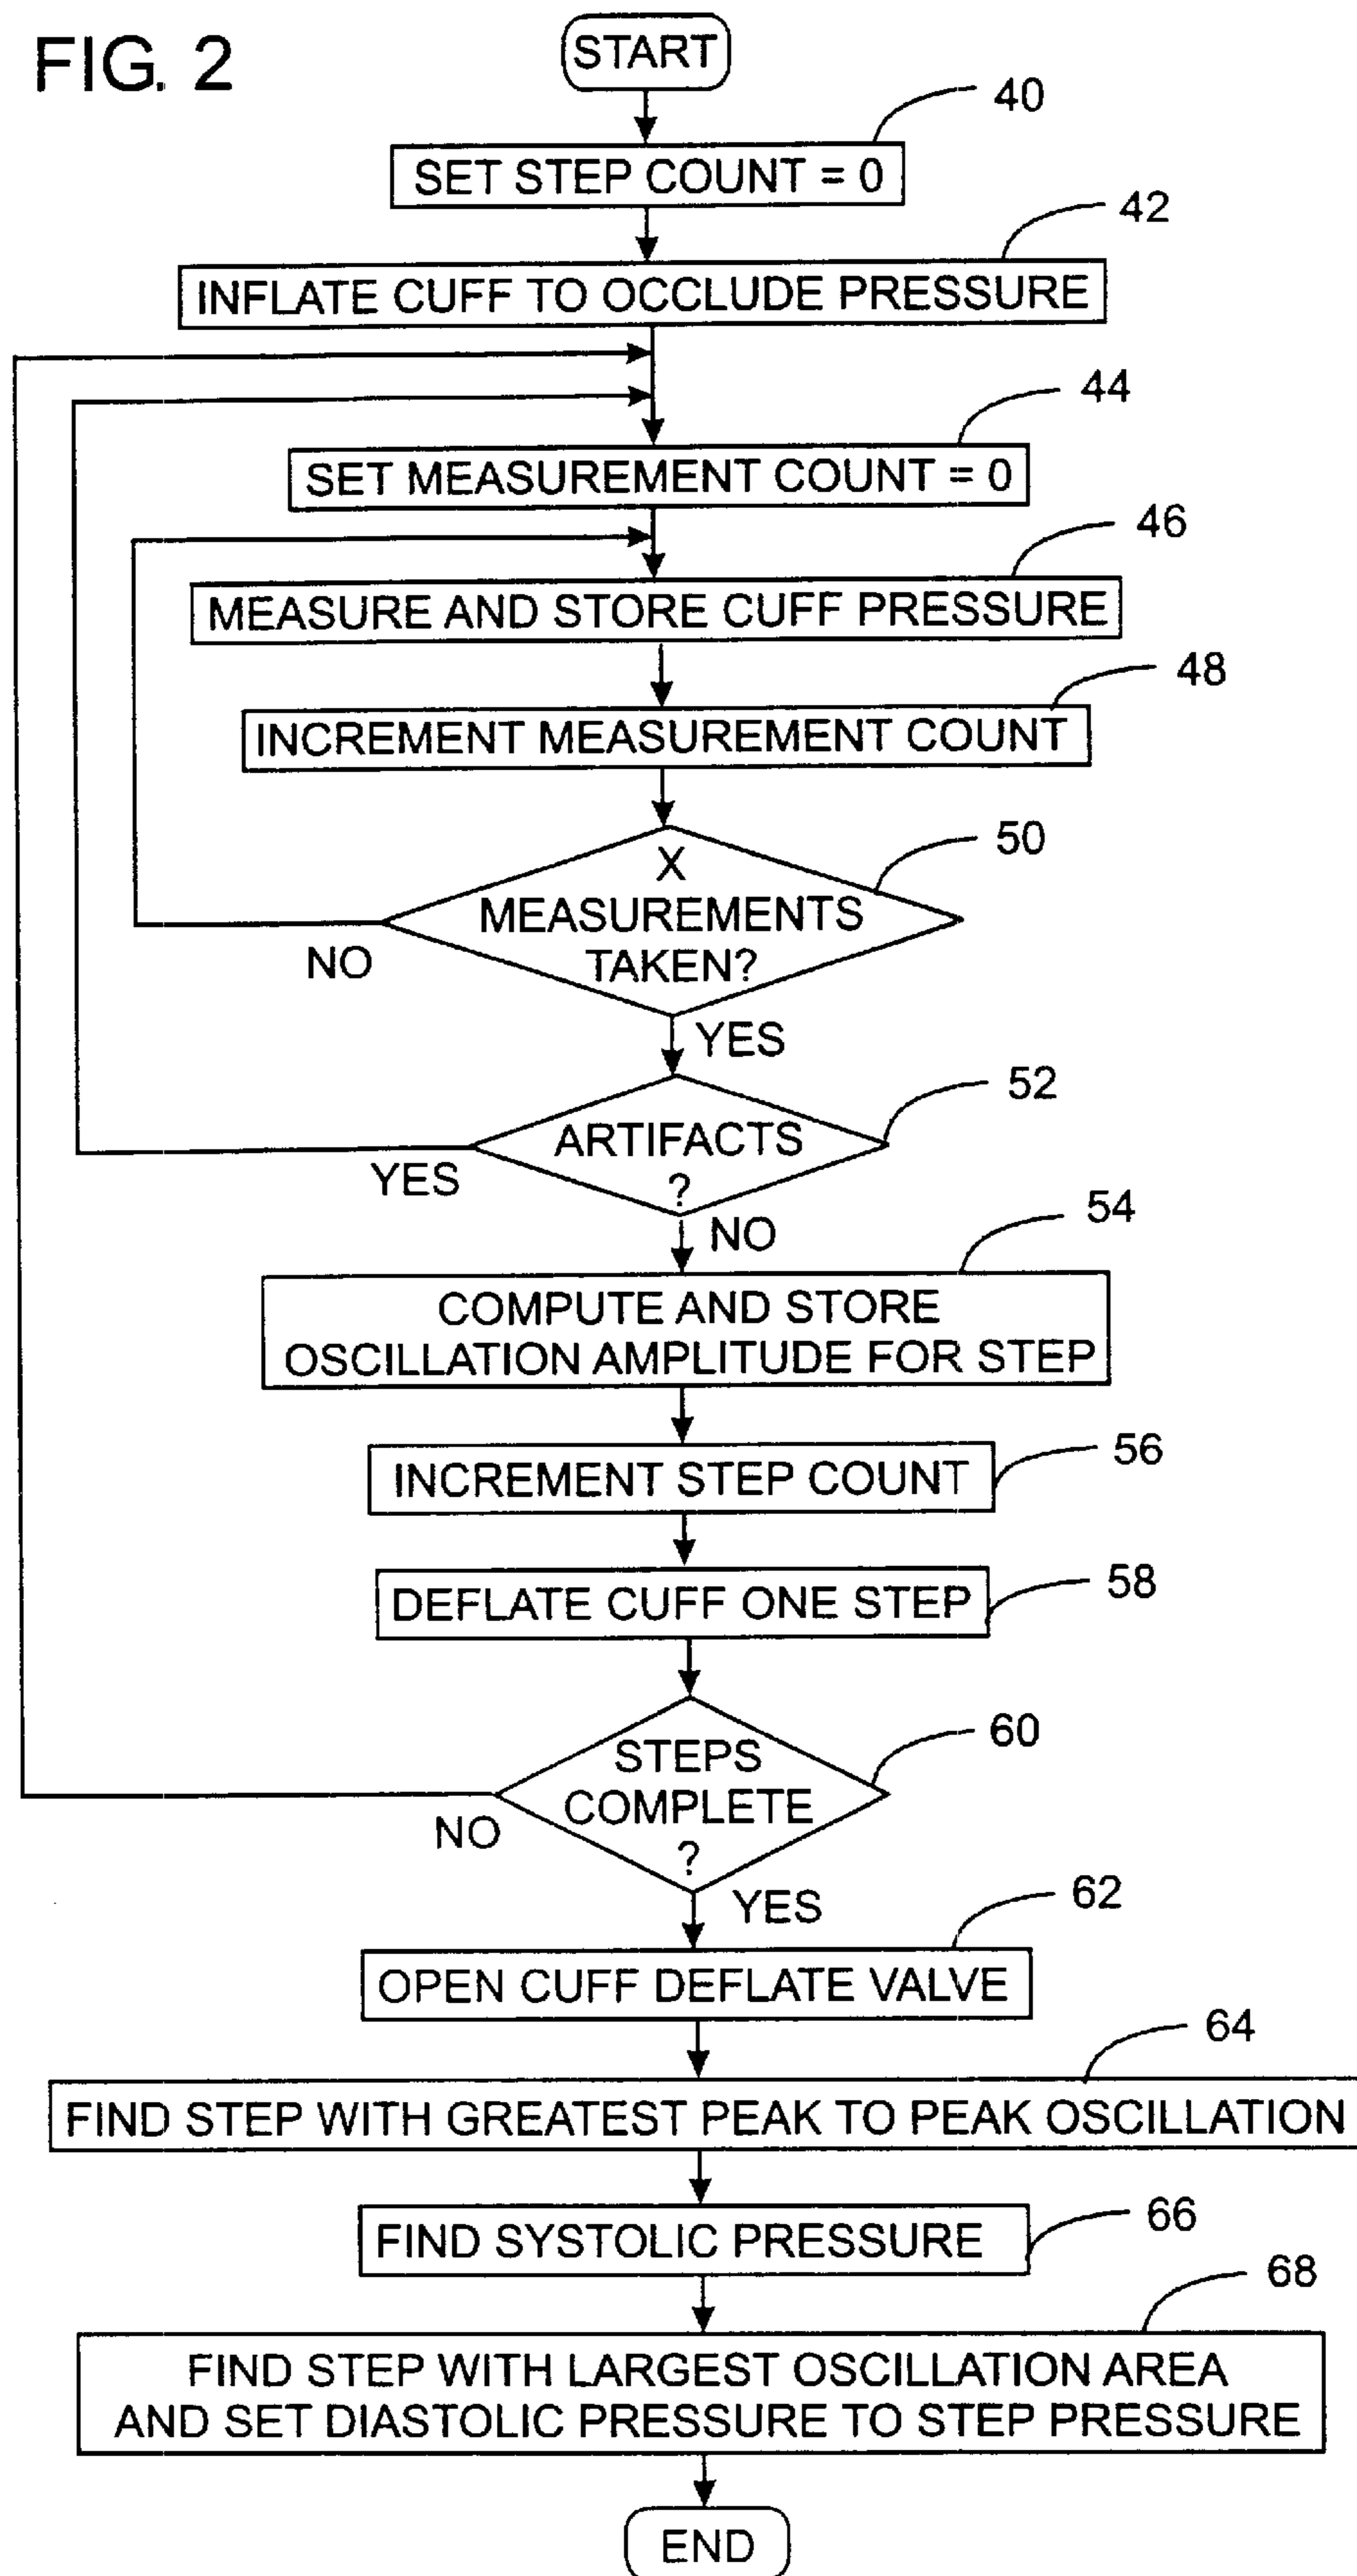 FIG. 2
START
40
SET STEP COUNT = 0
42
INFLATE CUFF TO OCCLUDE PRESSURE
44
SET MEASUREMENT COUNT = 0
46
MEASURE AND STORE CUFF PRESSURE
48
INCREMENT MEASUREMENT COUNT
50
X
MEASUREMENTS
TAKEN?
NO
YES
52
ARTIFACTS
?
YES
NO
54
COMPUTE AND STORE
OSCILLATION AMPLITUDE FOR STEP
56
INCREMENT STEP COUNT
58
DEFLATE CUFF ONE STEP
60
STEPS
COMPLETE
?
NO
YES
62
OPEN CUFF DEFLATE VALVE
64
FIND STEP WITH GREATEST PEAK TO PEAK OSCILLATION
66
FIND SYSTOLIC PRESSURE
68
FIND STEP WITH LARGEST OSCILLATION AREA
AND SET DIASTOLIC PRESSURE TO STEP PRESSURE
END